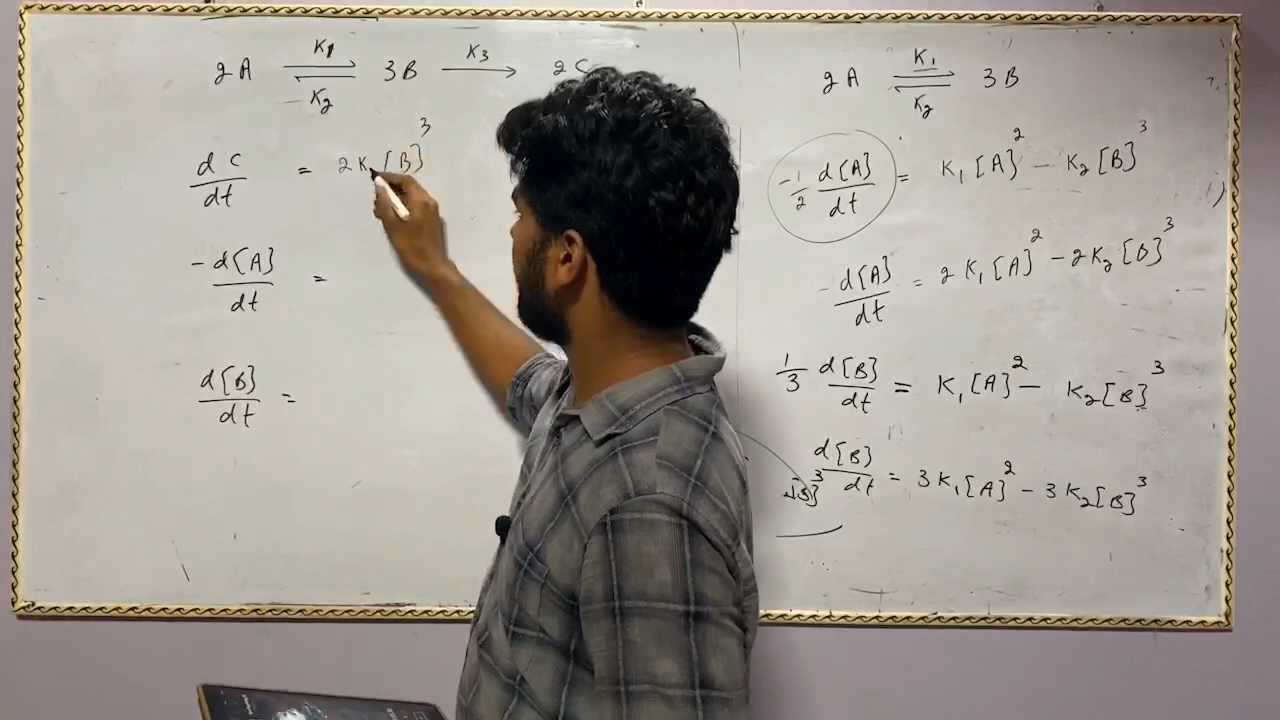 2A ⇌ 3B → 2C
K1 K3
K2
dC/dt = 2K [B]^3
-d[A]/dt =
d[B]/dt =
2A ⇌ 3B
K1
K2
-1/2 d[A]/dt = K1[A]^2 - K2[B]^3
-d[A]/dt = 2K1[A]^2 - 2K2[B]^3
1/3 d[B]/dt = K1[A]^2 - K2[B]^3
d[B]/dt = 3K1[A]^2 - 3K2[B]^3